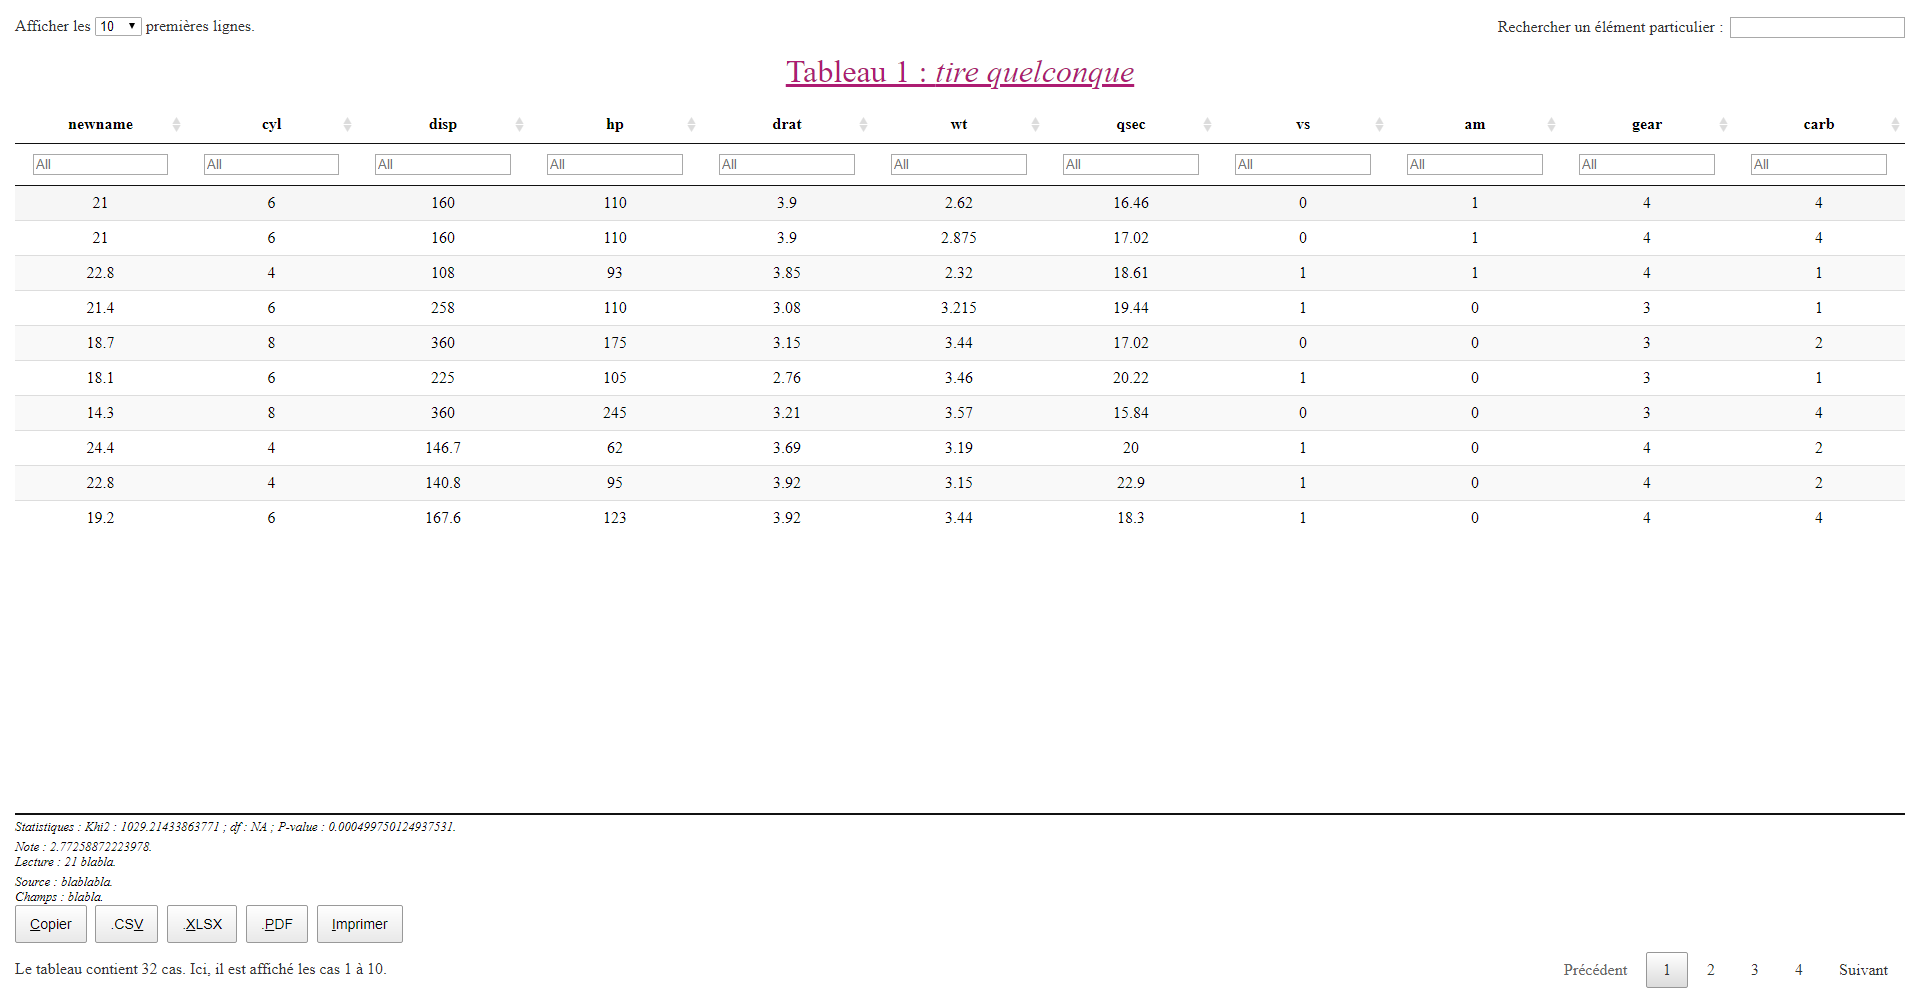 Afficher les 10 premières lignes.
Rechercher un élément particulier :
Tableau 1 : tire quelconque
newname cyl disp hp drat wt qsec vs am gear carb
All All All All All All All All All All All
21 6 160 110 3.9 2.62 16.46 0 1 4 4
21 6 160 110 3.9 2.875 17.02 0 1 4 4
22.8 4 108 93 3.85 2.32 18.61 1 1 4 1
21.4 6 258 110 3.08 3.215 19.44 1 0 3 1
18.7 8 360 175 3.15 3.44 17.02 0 0 3 2
18.1 6 225 105 2.76 3.46 20.22 1 0 3 1
14.3 8 360 245 3.21 3.57 15.84 0 0 3 4
24.4 4 146.7 62 3.69 3.19 20 1 0 4 2
22.8 4 140.8 95 3.92 3.15 22.9 1 0 4 2
19.2 6 167.6 123 3.92 3.44 18.3 1 0 4 4
Statistiques : Khi2 : 1029.21433863771 ; df : NA ; P-value : 0.000499750124937531.
Note : 2.77258872223978.
Lecture : 21 blabla.
Source : blablabla.
Champs : blabla.
Copier .CSV .XLSX .PDF Imprimer
Le tableau contient 32 cas. Ici, il est affiché les cas 1 à 10.
Précédent 1 2 3 4 Suivant